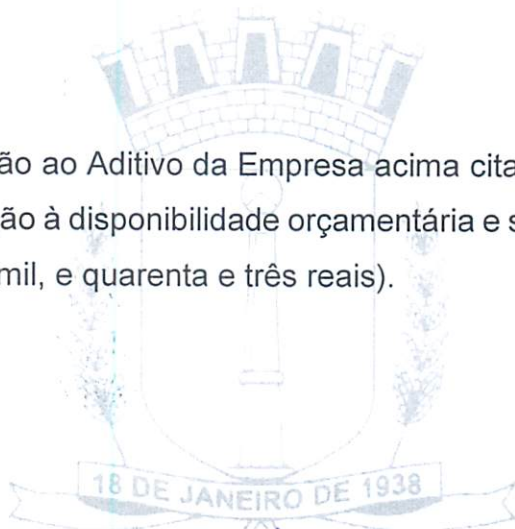 ão ao Aditivo da Empresa acima cita
ão à disponibilidade orçamentária e s
mil, e quarenta e três reais).
18 DE JANEIRO DE 1938